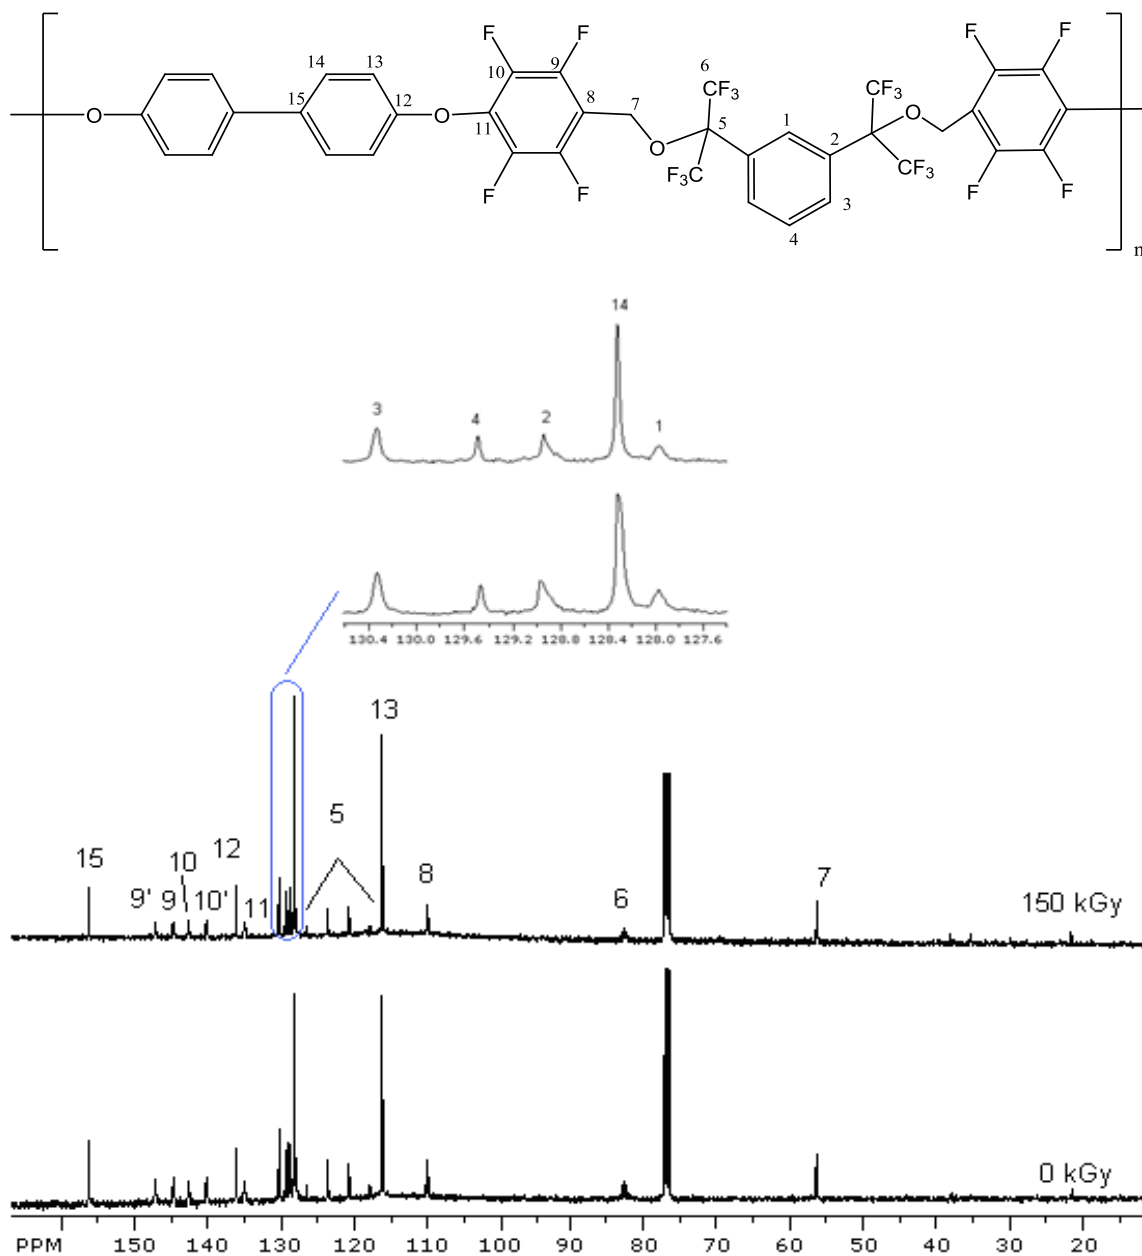 F F F F
14 13 10 9 6 CF3 CF3
15 12 8 7 5 1 2
O O 11 O O
F3C CF3
F F 3 F F
4
n
14
3 4 2 1
130.4 130.0 129.6 129.2 128.8 128.4 128.0 127.6
13
5
15 10 12 8 7
9' 9 10' 11 6 150 kGy
0 kGy
PPM 150 140 130 120 110 100 90 80 70 60 50 40 30 20